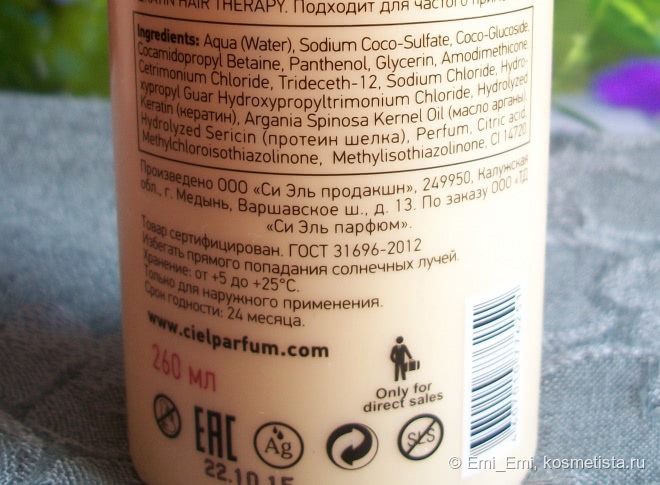 HAIR THERAPY. Подходит для частого
Ingredients: Aqua (Water), Sodium Coco-Sulfate, Coco-Glucoside,
Cocamidopropyl Betaine, Panthenol, Glycerin, Amodimethicone,
Cetrimonium Chloride, Trideceth-12, Sodium Chloride, Hydro-
xypropyl Guar Hydroxypropyltrimonium Chloride, Hydrolyzed
Keratin (кератин), Argania Spinosa Kernel Oil (масло арганы),
Hydrolyzed Sericin (протеин шелка), Perfum, Citric acid,
Methylchloroisothiazolinone, Methylisothiazolinone, CI 14720
Произведено ООО «Си Эль продакшн», 249950, Калужская
обл., г. Медынь, Варшавское ш., д. 13. По заказу ООО «ТД
«Си Эль парфюм».
Товар сертифицирован. ГОСТ 31696-2012
Избегать прямого попадания солнечных лучей.
Хранение: от +5 до +25°C.
Только для наружного применения.
Срок годности: 24 месяца.
www.cielparfum.com
260 мл
Only for
direct sales
EAC
Ag
SLS
22.10.15
© Emi_Emi, kosmetista.ru